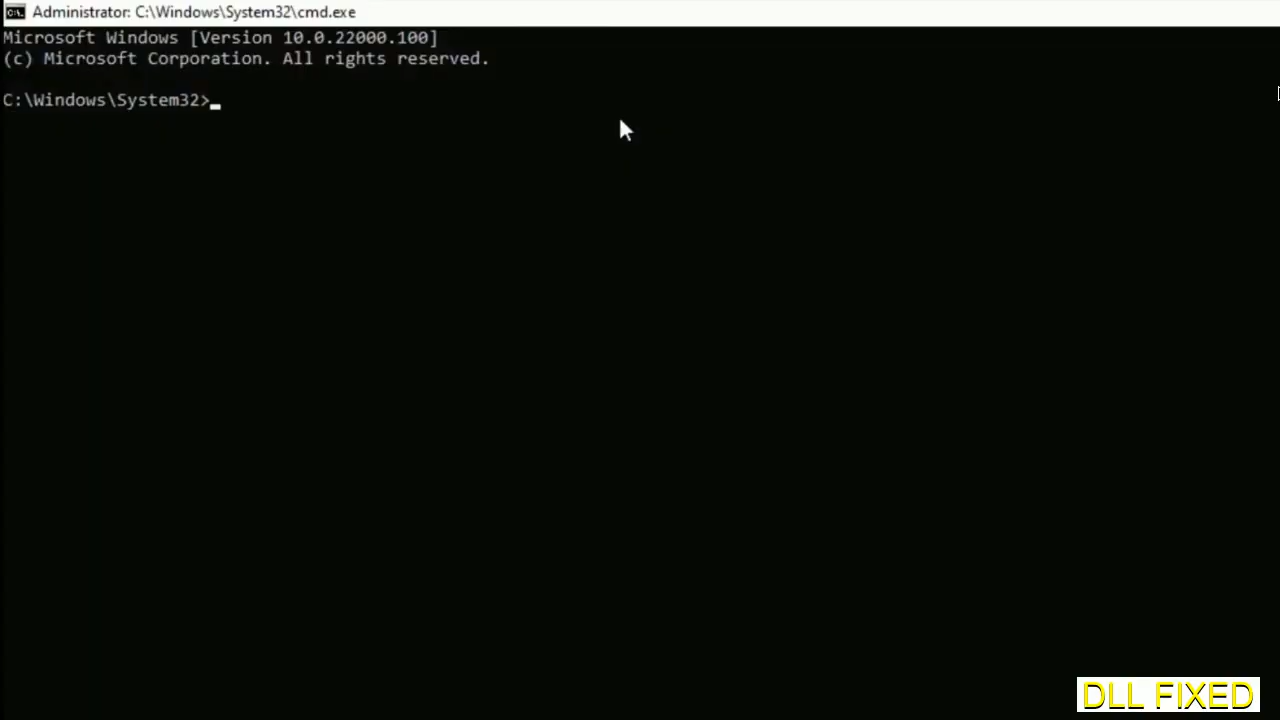 Administrator: C:\Windows\System32\cmd.exe
Microsoft Windows [Version 10.0.22000.100]
(c) Microsoft Corporation. All rights reserved.
C:\Windows\System32>
DLL FIXED